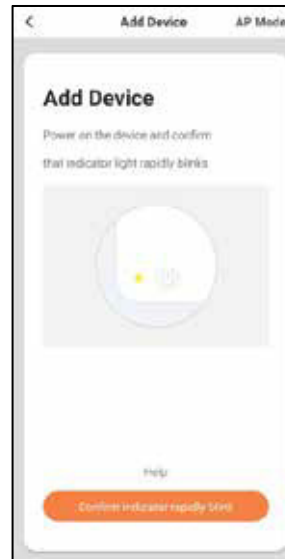 < Add Device AP Mode
Add Device
Power on the device and confirm
that indicator light rapidly blinks
Help
Confirm indicator rapidly blink